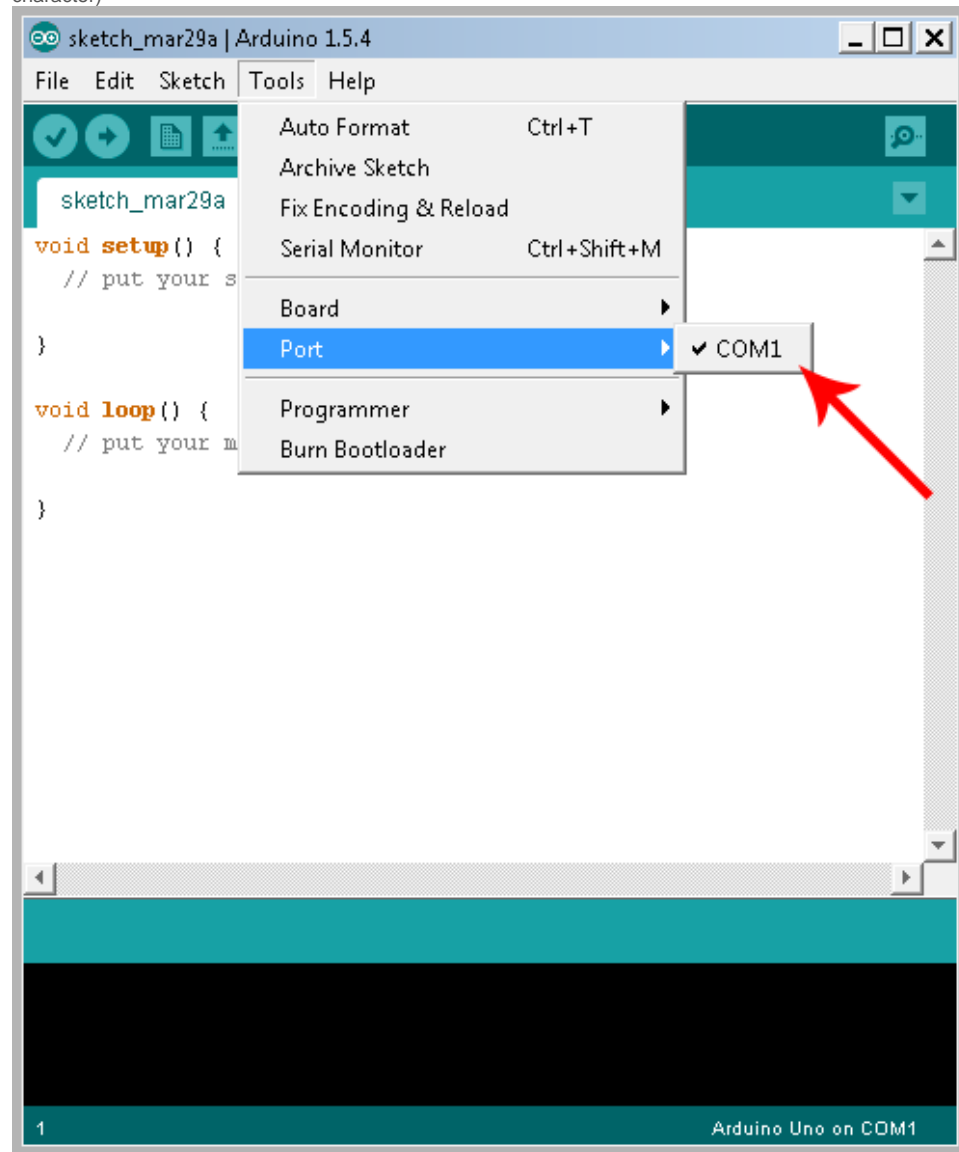 sketch_mar29a | Arduino 1.5.4
File Edit Sketch Tools Help
Auto Format Ctrl+T
Archive Sketch
sketch_mar29a
Fix Encoding & Reload
Serial Monitor Ctrl+Shift+M
void setup() {
// put your s
Board
}
Port
COM1
void loop() {
Programmer
// put your m
Burn Bootloader
}
1
Arduino Uno on COM1